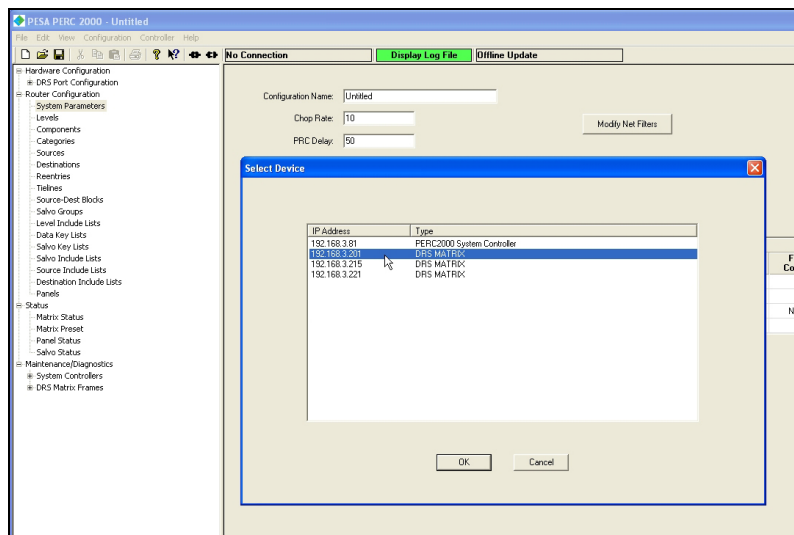 PESA PERC 2000 - Untitled
File Edit View Configuration Controller Help
No Connection Display Log File Offline Update
Hardware Configuration
DRS Port Configuration
Router Configuration
System Parameters
Levels
Components
Categories
Sources
Destinations
Reentries
Tielines
Source-Dest Blocks
Salvo Groups
Level Include Lists
Data Key Lists
Salvo Key Lists
Salvo Include Lists
Source Include Lists
Destination Include Lists
Panels
Status
Matrix Status
Matrix Preset
Panel Status
Salvo Status
Maintenance/Diagnostics
System Controllers
DRS Matrix Frames
Configuration Name: Untitled
Chop Rate: 10
PRC Delay: 50
Modify Net Filters
Select Device
IP Address Type
192.168.3.81 PERC2000 System Controller
192.168.3.201 DRS MATRIX
192.168.3.215 DRS MATRIX
192.168.3.221 DRS MATRIX
OK Cancel
F
Co
N